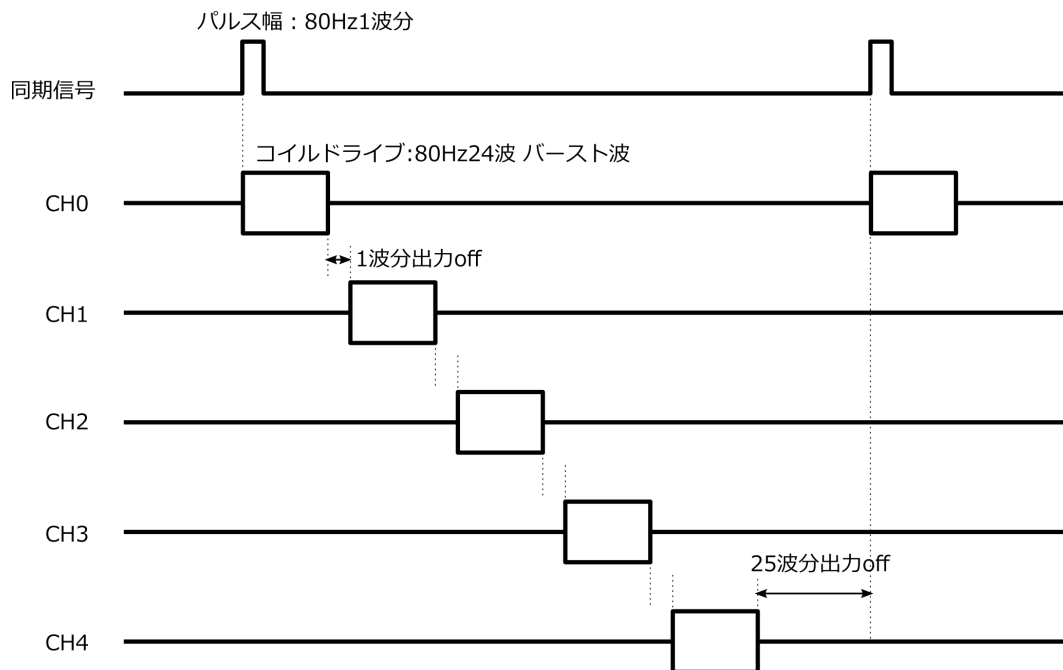 パルス幅：80Hz1波分
同期信号
コイルドライブ:80Hz24波 バースト波
CH0
1波分出力off
CH1
CH2
CH3
25波分出力off
CH4